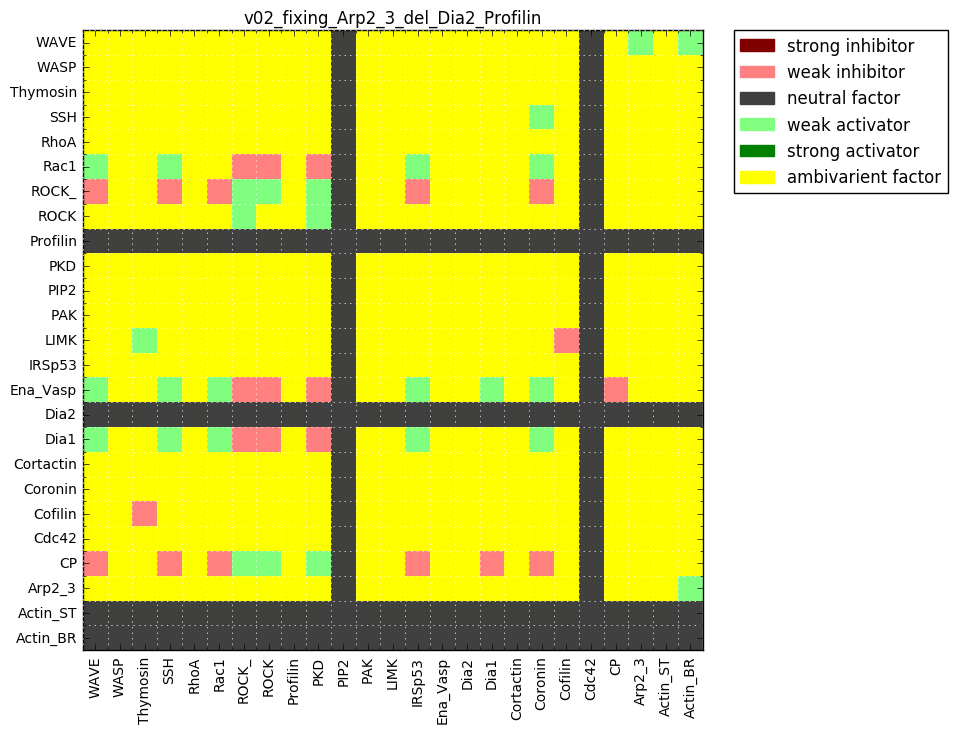 v02_fixing_Arp2_3_del_Dia2_Profilin
strong inhibitor
weak inhibitor
neutral factor
weak activator
strong activator
ambivarient factor
WAVE
WASP
Thymosin
SSH
RhoA
Rac1
ROCK_
ROCK
Profilin
PKD
PIP2
PAK
LIMK
IRSp53
Ena_Vasp
Dia2
Dia1
Cortactin
Coronin
Cofilin
Cdc42
CP
Arp2_3
Actin_ST
Actin_BR
WAVE
WASP
Thymosin
SSH
RhoA
Rac1
ROCK_
ROCK
Profilin
PKD
PIP2
PAK
LIMK
IRSp53
Ena_Vasp
Dia2
Dia1
Cortactin
Coronin
Cofilin
Cdc42
CP
Arp2_3
Actin_ST
Actin_BR